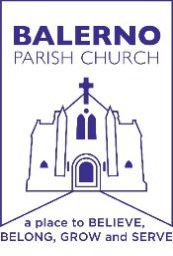 BALERNO
PARISH CHURCH
a place to BELIEVE,
BELONG, GROW and SERVE